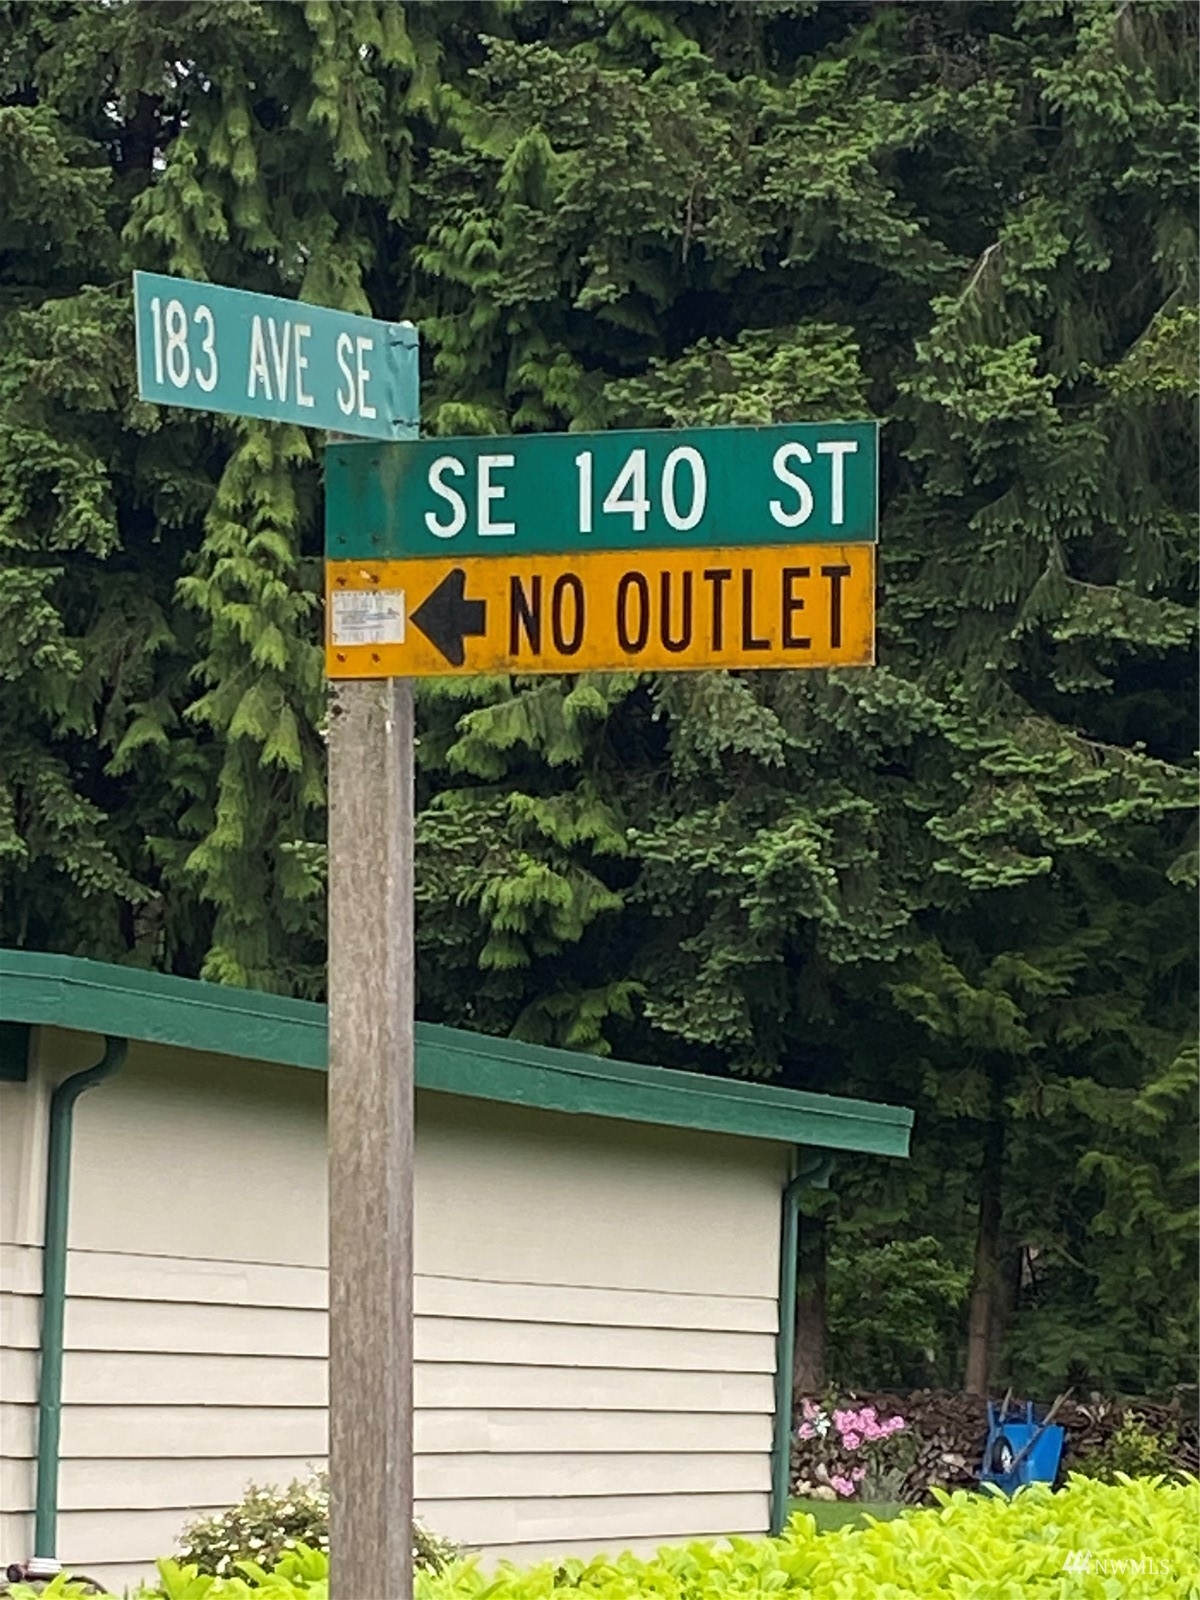 183 AVE SE
SE 140 ST
NO OUTLET
NWMLS